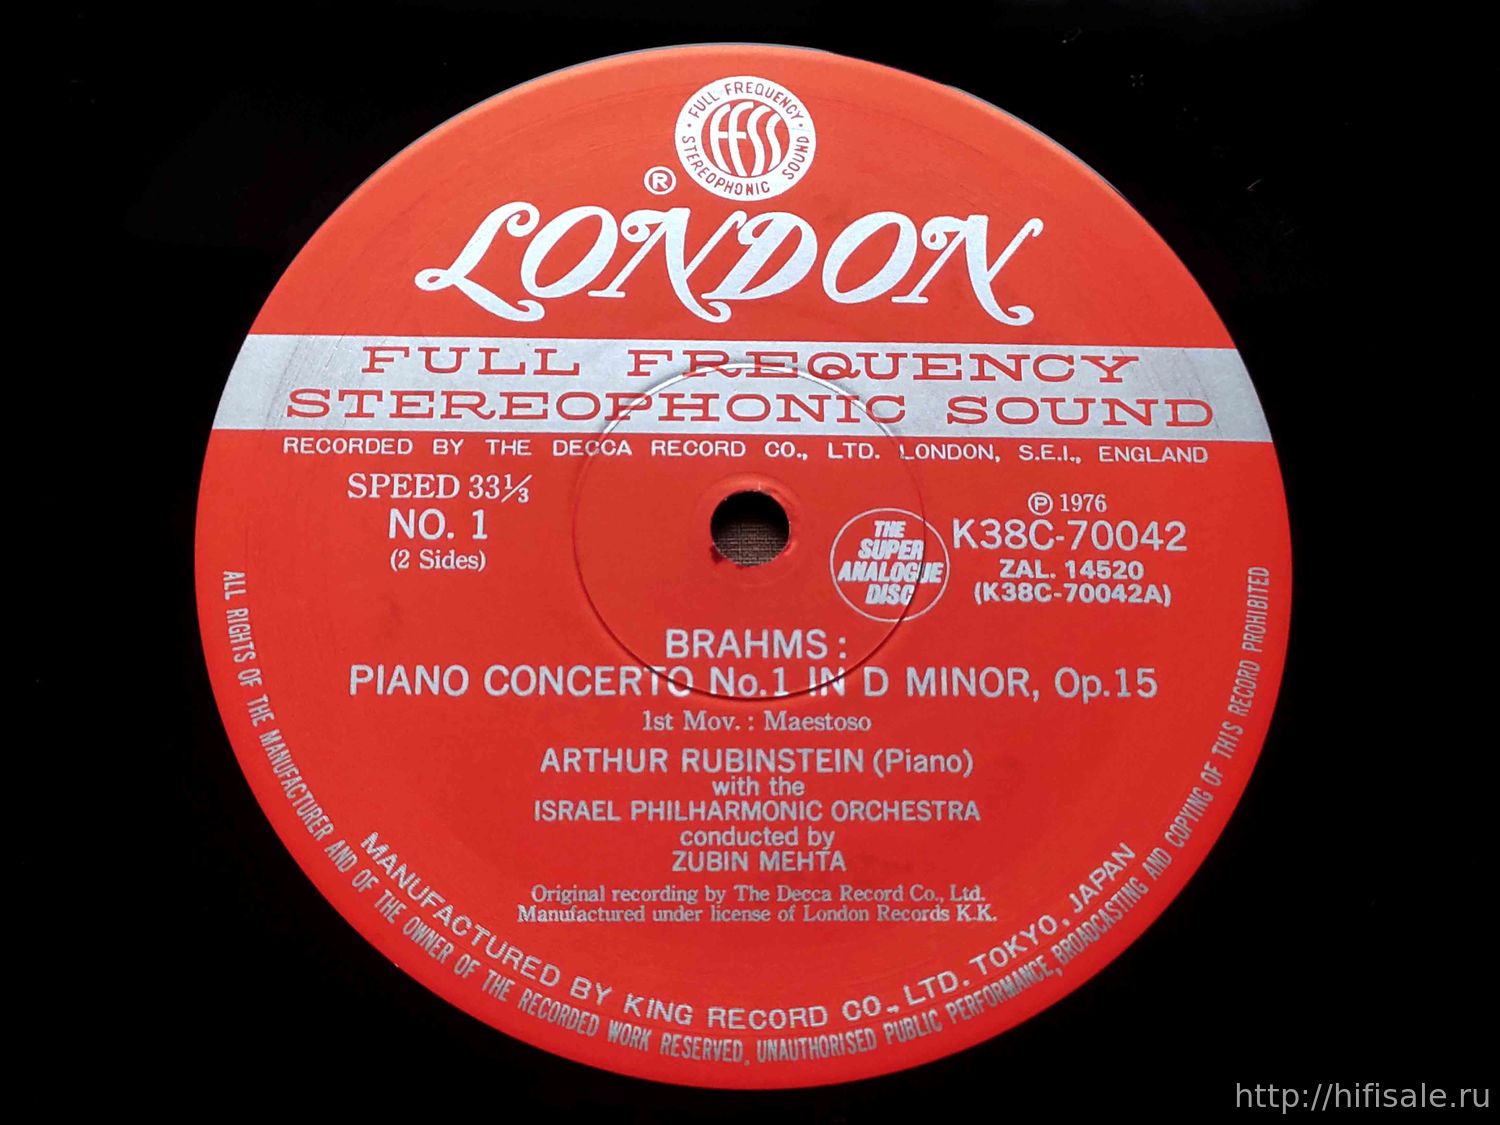 FULL FREQUENCY
STEREOPHONIC SOUND
FFSS
®
LONDON
FULL FREQUENCY
STEREOPHONIC SOUND
RECORDED BY THE DECCA RECORD CO., LTD. LONDON, S.E.I., ENGLAND
SPEED 33⅓
NO. 1
(2 Sides)
THE
SUPER
ANALOGUE
DISC
℗ 1976
K38C-70042
ZAL. 14520
(K38C-70042A)
BRAHMS :
PIANO CONCERTO No.1 IN D MINOR, Op.15
1st Mov. : Maestoso
ARTHUR RUBINSTEIN (Piano)
with the
ISRAEL PHILHARMONIC ORCHESTRA
conducted by
ZUBIN MEHTA
Original recording by The Decca Record Co., Ltd.
Manufactured under license of London Records K.K.
MANUFACTURED BY KING RECORD CO., LTD. TOKYO, JAPAN
ALL RIGHTS OF THE MANUFACTURER AND OF THE OWNER OF THE RECORDED WORK RESERVED. UNAUTHORISED PUBLIC PERFORMANCE, BROADCASTING AND COPYING OF THIS RECORD PROHIBITED
http://hifisale.ru